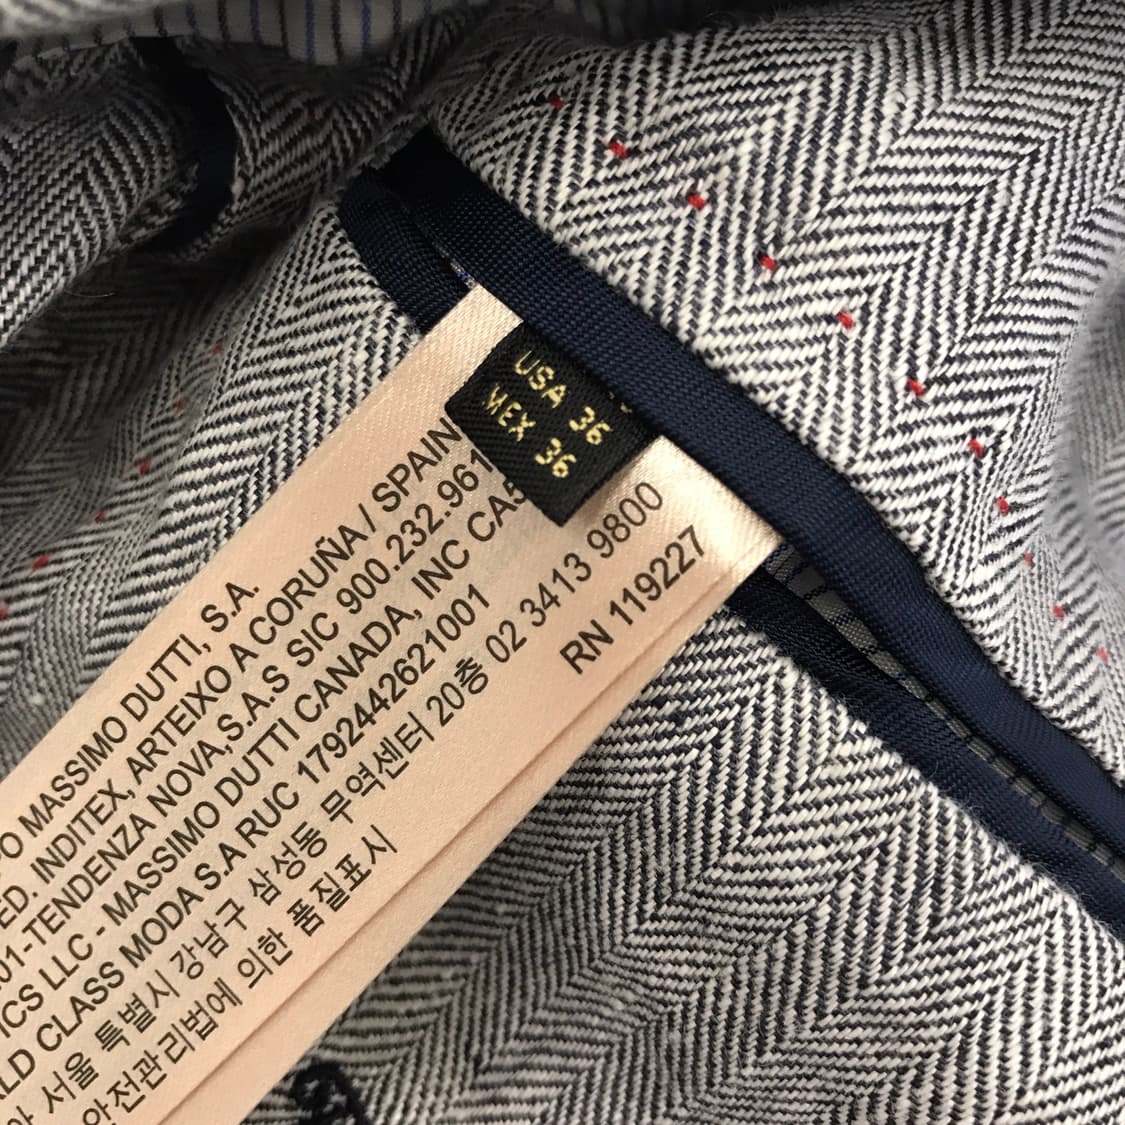 USA 36
MEX 36
MASSIMO DUTTI, S.A.
ED. INDITEX, ARTEIXO A CORUÑA / SPAIN
01-TENDENZA NOVA,S.A.S SIC 900.232.961
ICS LLC - MASSIMO DUTTI CANADA, INC CA5
CLASS MODA S.A RUC 1792442621001
서울 특별시 강남구 삼성동 무역센터 20층 02 3413 9800
안전관리법에 의한 품질표시
RN 119227